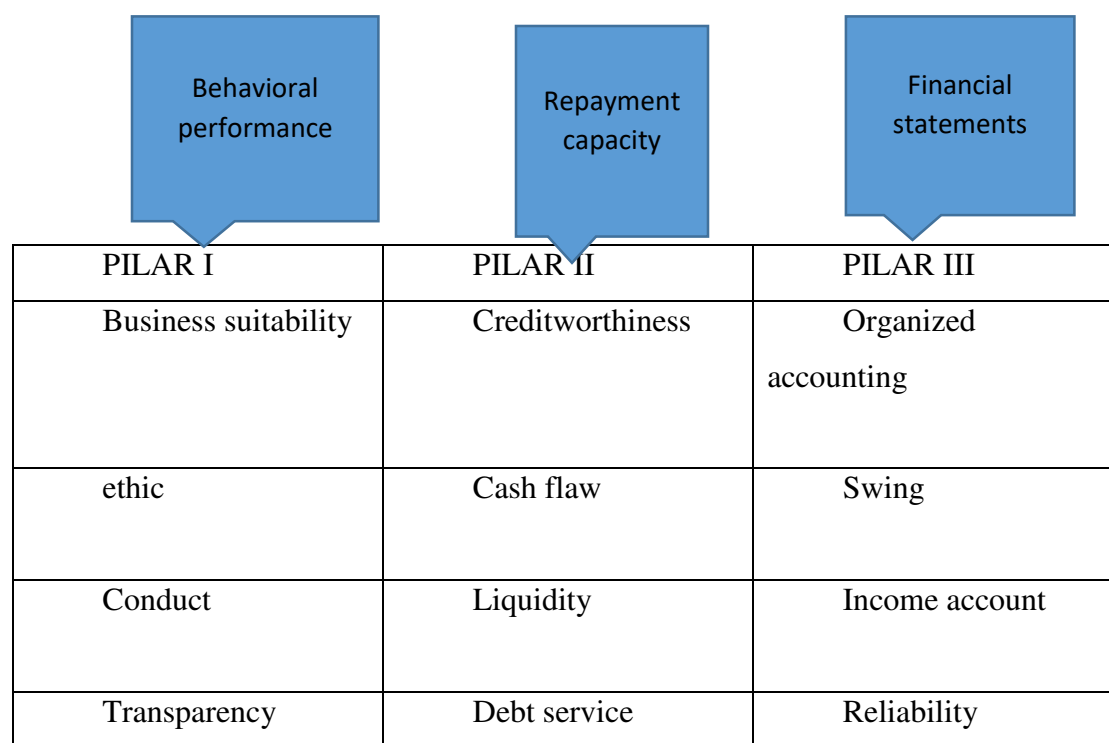 Behavioral
performance
Repayment
capacity
Financial
statements
PILAR I
PILAR II
PILAR III
Business suitability
Creditworthiness
Organized
accounting
ethic
Cash flaw
Swing
Conduct
Liquidity
Income account
Transparency
Debt service
Reliability